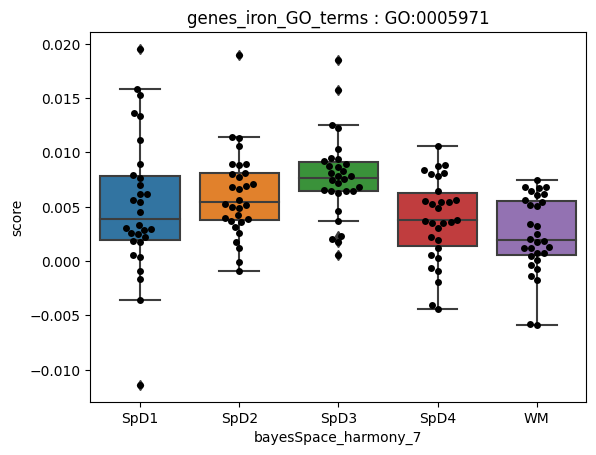 genes_iron_GO_terms : GO:0005971
0.020
0.015
0.010
0.005
0.000
−0.005
−0.010
score
SpD1 SpD2 SpD3 SpD4 WM
bayesSpace_harmony_7